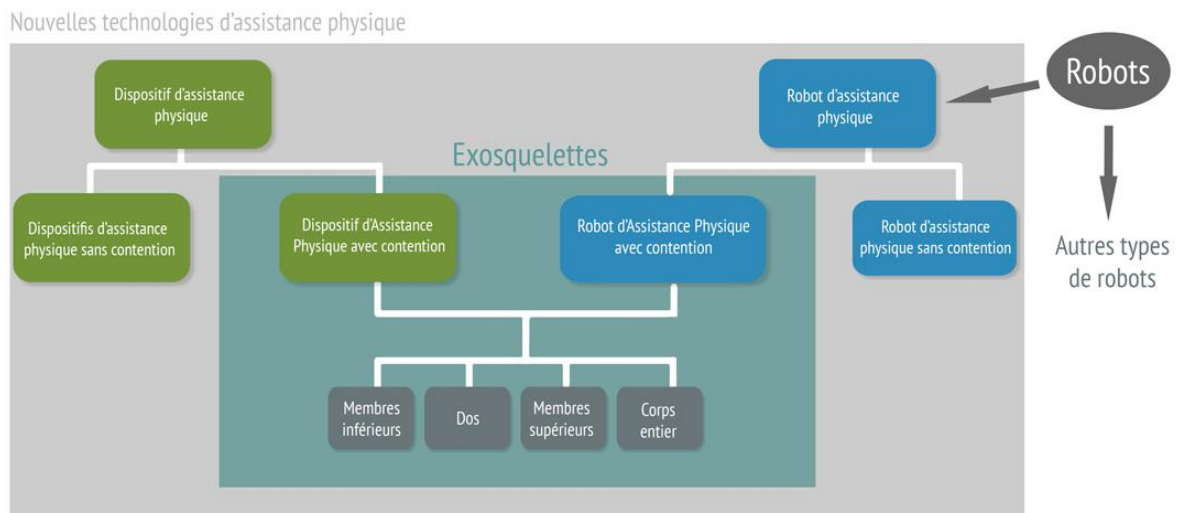 Nouvelles technologies d'assistance physique
Robots
Dispositif d'assistance
physique
Robot d'assistance
physique
Exosquelettes
Dispositifis d'assistance
physique sans contention
Dispositif d'Assistance
Physique avec contention
Robot d'Assistance Physique
avec contention
Robot d'assistance
physique sans contention
Autres types
de robots
Membres
inférieurs
Dos
Membres
supérieurs
Corps
entier